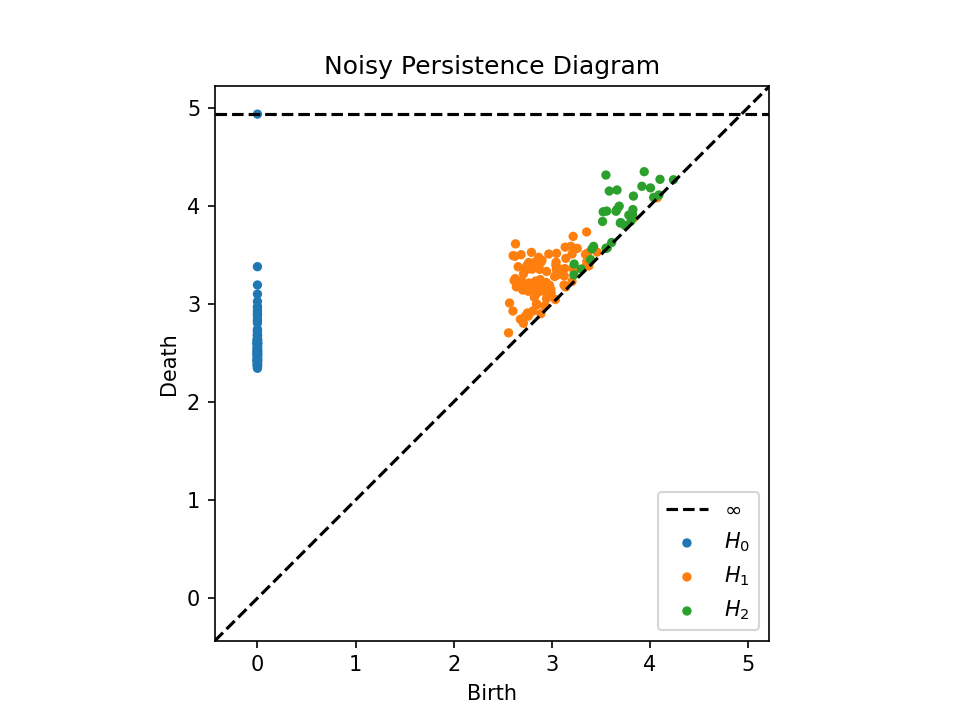 Noisy Persistence Diagram
5
4
3
2
1
0
Death
0 1 2 3 4 5
Birth
∞
H₀
H₁
H₂